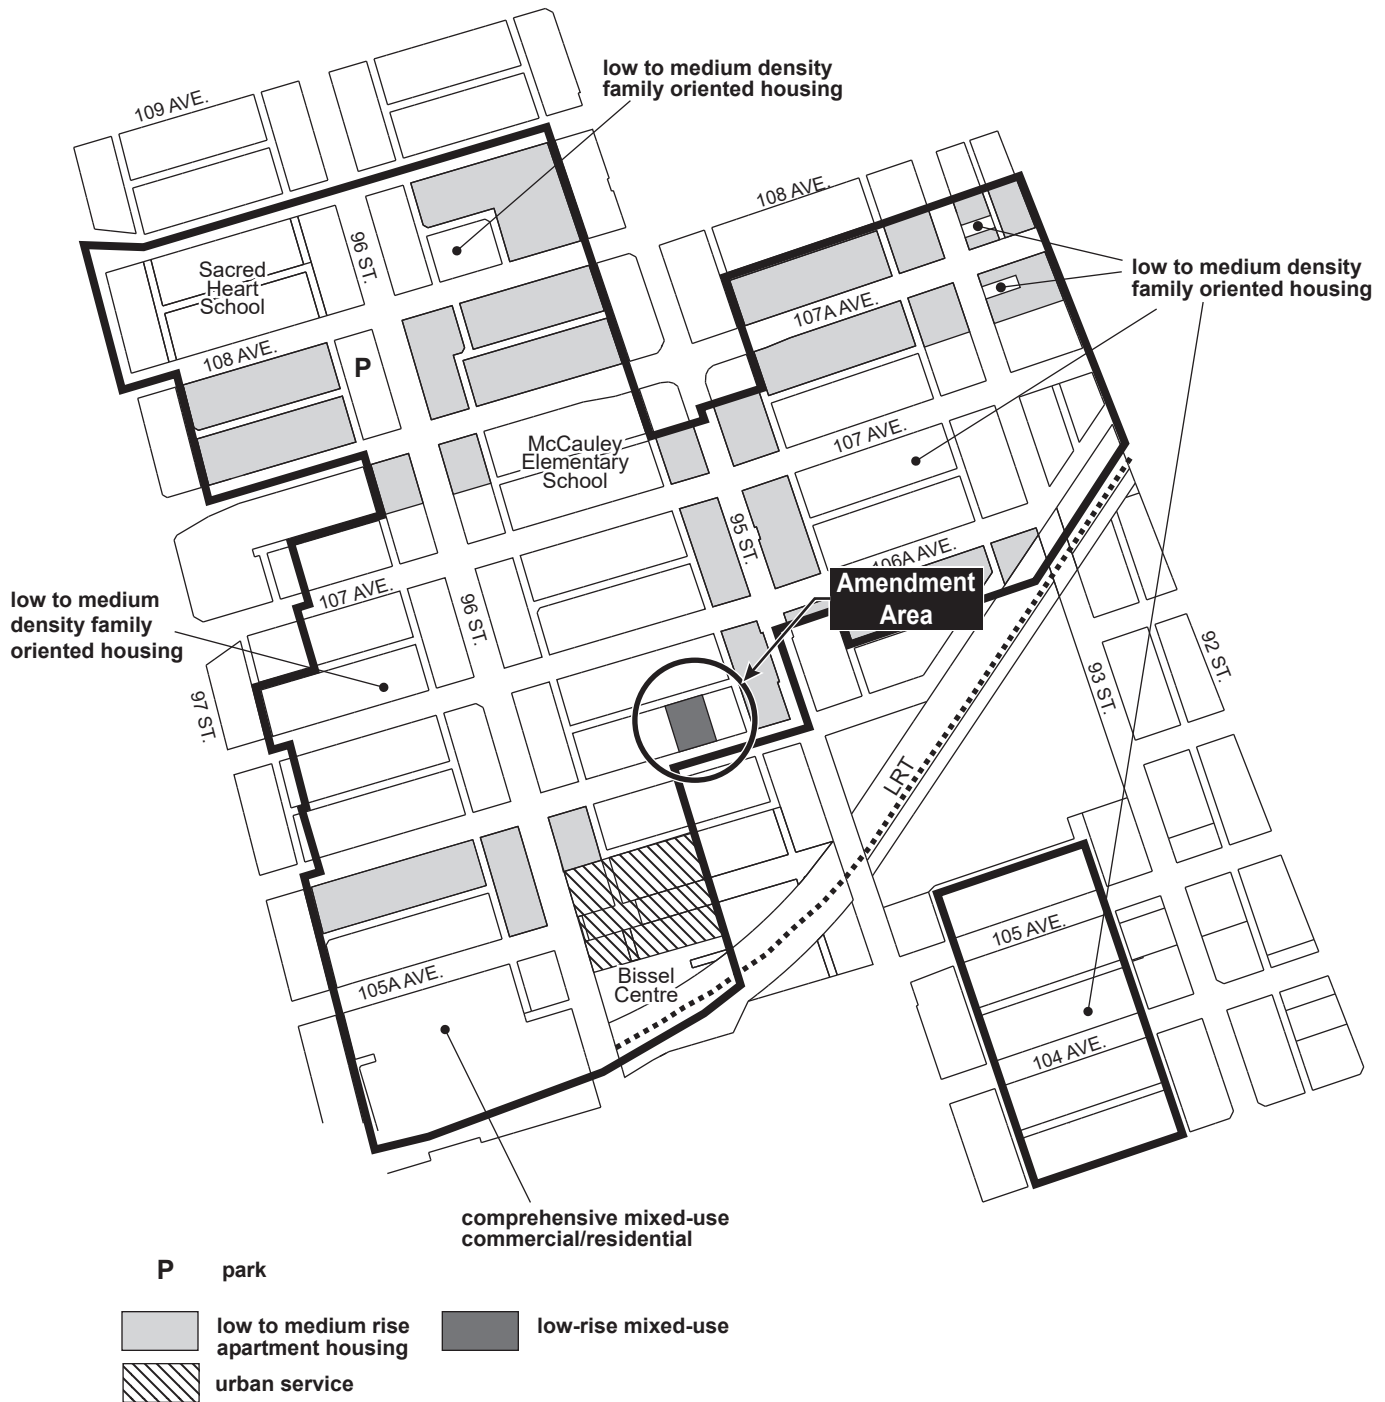 109 AVE.
low to medium density
family oriented housing
108 AVE.
96 ST.
Sacred
Heart
School
low to medium density
family oriented housing
107A AVE.
108 AVE.
P
McCauley
Elementary
School
107 AVE.
95 ST.
106A AVE.
Amendment
Area
low to medium
density family
oriented housing
107 AVE.
96 ST.
97 ST.
93 ST.
92 ST.
LRT
105 AVE.
Bissel
Centre
105A AVE.
104 AVE.
comprehensive mixed-use
commercial/residential
P park
low to medium rise
apartment housing
low-rise mixed-use
urban service